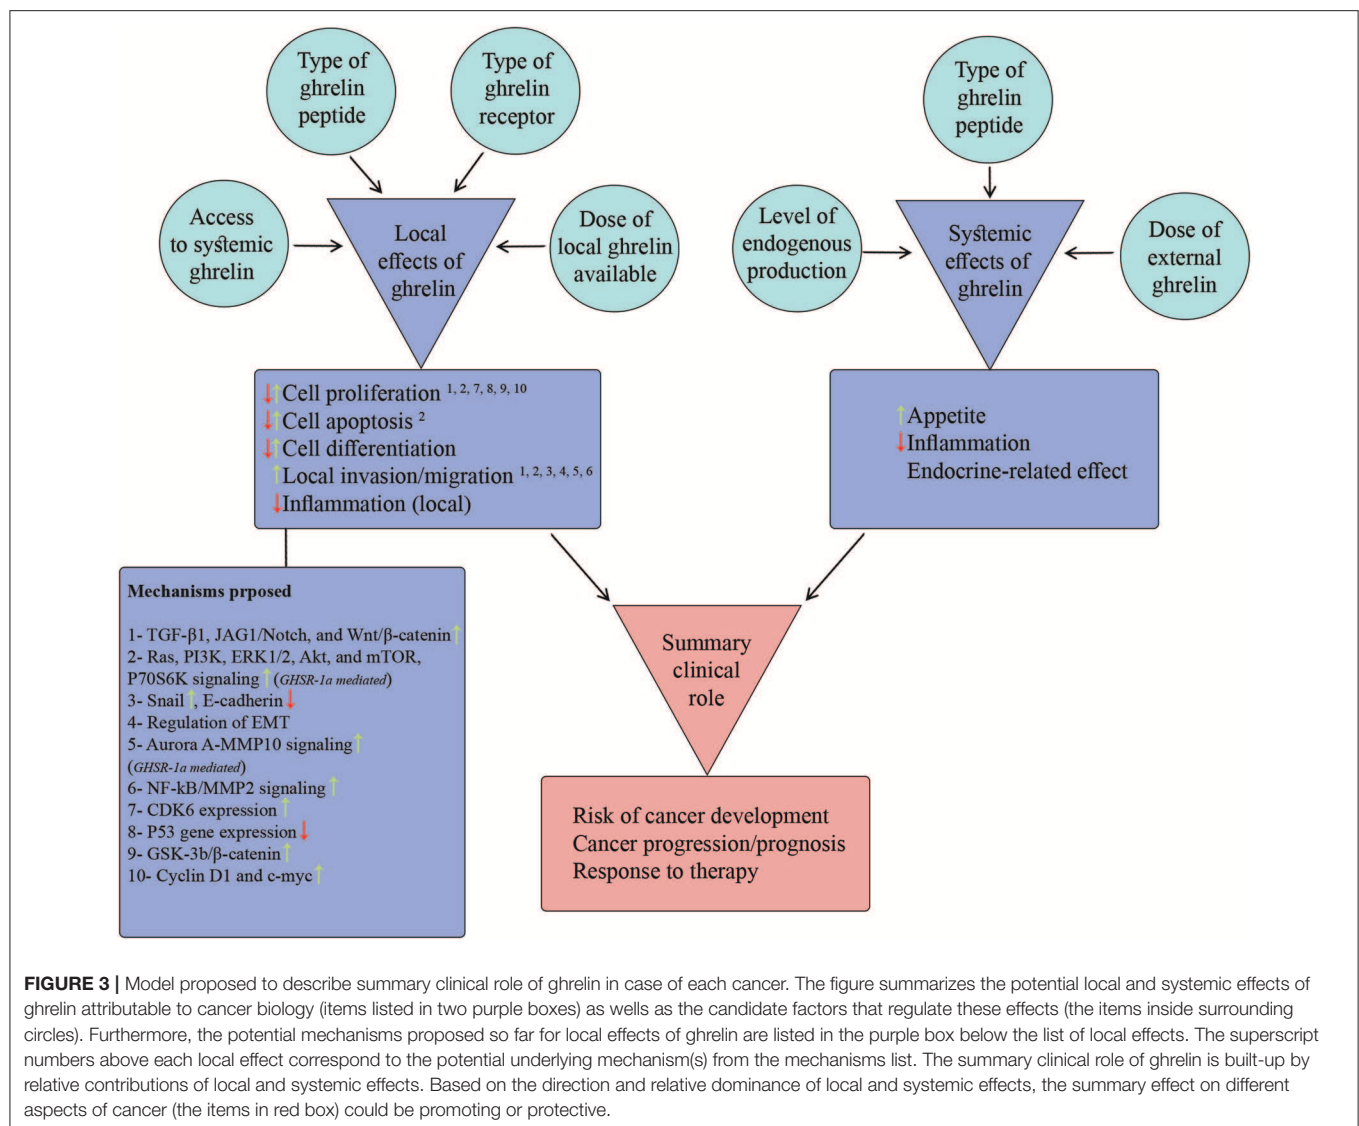 Type of
ghrelin
peptide
Type of
ghrelin
receptor
Type of
ghrelin
peptide
Access
to systemic
ghrelin
Local
effects of
ghrelin
Dose of
local ghrelin
available
Level of
endogenous
production
Systemic
effects of
ghrelin
Dose of
external
ghrelin
↓↑Cell proliferation 1, 2, 7, 8, 9, 10
↓↑Cell apoptosis 2
↓↑Cell differentiation
↑Local invasion/migration 1, 2, 3, 4, 5, 6
↓Inflammation (local)
↑Appetite
↓Inflammation
Endocrine-related effect
Mechanisms prposed
1- TGF-β1, JAG1/Notch, and Wnt/β-catenin↑
2- Ras, PI3K, ERK1/2, Akt, and mTOR,
P70S6K signaling↑(GHSR-1a mediated)
3- Snail↑, E-cadherin↓
4- Regulation of EMT
5- Aurora A-MMP10 signaling↑
(GHSR-1a mediated)
6- NF-kB/MMP2 signaling↑
7- CDK6 expression↑
8- P53 gene expression↓
9- GSK-3b/β-catenin↑
10- Cyclin D1 and c-myc↑
Summary
clinical
role
Risk of cancer development
Cancer progression/prognosis
Response to therapy
FIGURE 3 | Model proposed to describe summary clinical role of ghrelin in case of each cancer. The figure summarizes the potential local and systemic effects of
ghrelin attributable to cancer biology (items listed in two purple boxes) as wells as the candidate factors that regulate these effects (the items inside surrounding
circles). Furthermore, the potential mechanisms proposed so far for local effects of ghrelin are listed in the purple box below the list of local effects. The superscript
numbers above each local effect correspond to the potential underlying mechanism(s) from the mechanisms list. The summary clinical role of ghrelin is built-up by
relative contributions of local and systemic effects. Based on the direction and relative dominance of local and systemic effects, the summary effect on different
aspects of cancer (the items in red box) could be promoting or protective.